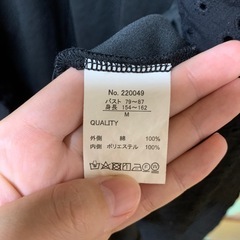 No. 220049
バスト 79～87
身長 154～162
M
QUALITY
外側 綿 100%
内側 ポリエステル 100%